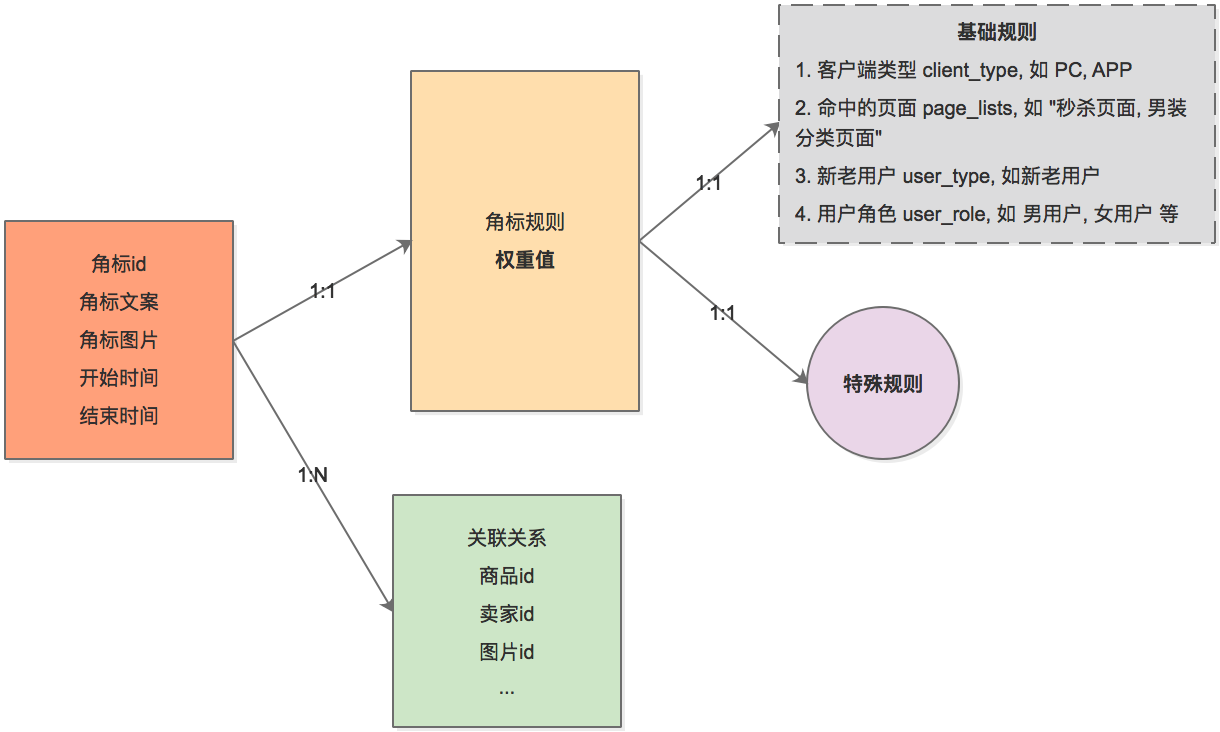 基础规则
1. 客户端类型 client_type, 如 PC, APP
2. 命中的页面 page_lists, 如 "秒杀页面, 男装
分类页面"
3. 新老用户 user_type, 如新老用户
4. 用户角色 user_role, 如 男用户, 女用户 等
1:1
角标规则
权重值
角标id
角标文案
角标图片
开始时间
结束时间
1:1
1:1
特殊规则
1:N
关联关系
商品id
卖家id
图片id
...